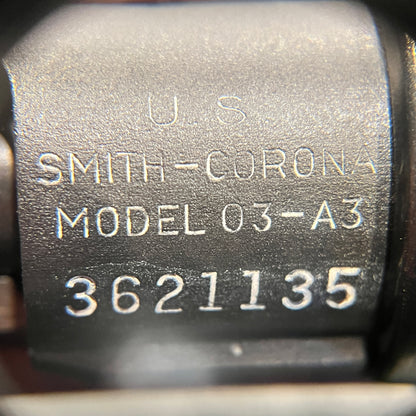 U.S
SMITH-CORONA
MODEL 03-A3
3621135